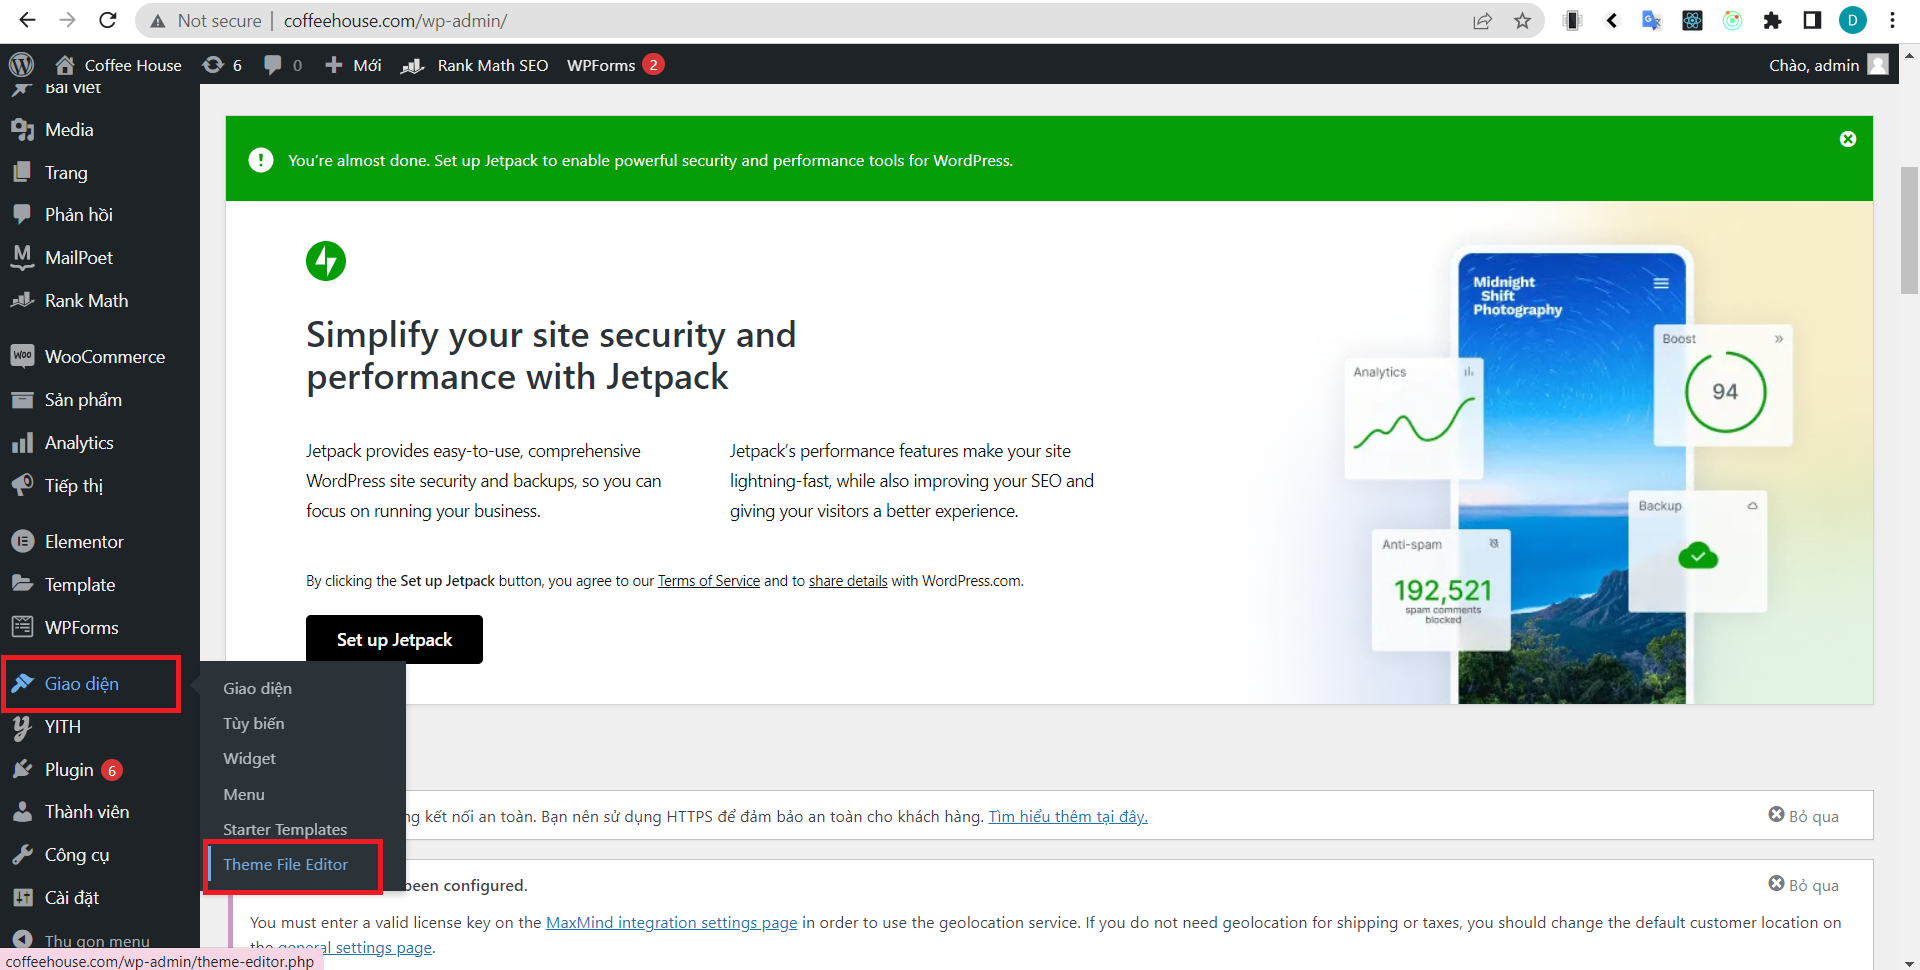 Not secure | coffeehouse.com/wp-admin/
D
Coffee House 6 0 Mới Rank Math SEO WPForms 2
Chào, admin
Bài viết
Media
Trang
Phản hồi
MailPoet
Rank Math
WooCommerce
Sản phẩm
Analytics
Tiếp thị
Elementor
Template
WPForms
Giao diện
YITH
Plugin 6
Thành viên
Công cụ
Cài đặt
Thu gọn menu
Giao diện
Tùy biến
Widget
Menu
Starter Templates
Theme File Editor
You're almost done. Set up Jetpack to enable powerful security and performance tools for WordPress.
Simplify your site security and
performance with Jetpack
Jetpack provides easy-to-use, comprehensive
WordPress site security and backups, so you can
focus on running your business.
Jetpack's performance features make your site
lightning-fast, while also improving your SEO and
giving your visitors a better experience.
By clicking the Set up Jetpack button, you agree to our Terms of Service and to share details with WordPress.com.
Set up Jetpack
Midnight
Shift
Photography
Analytics
Boost
94
Anti-spam
192,521
spam comments
blocked
Backup
ng kết nối an toàn. Bạn nên sử dụng HTTPS để đảm bảo an toàn cho khách hàng. Tìm hiểu thêm tại đây.
Bỏ qua
been configured.
Bỏ qua
You must enter a valid license key on the MaxMind integration settings page in order to use the geolocation service. If you do not need geolocation for shipping or taxes, you should change the default customer location on
the general settings page.
coffeehouse.com/wp-admin/theme-editor.php